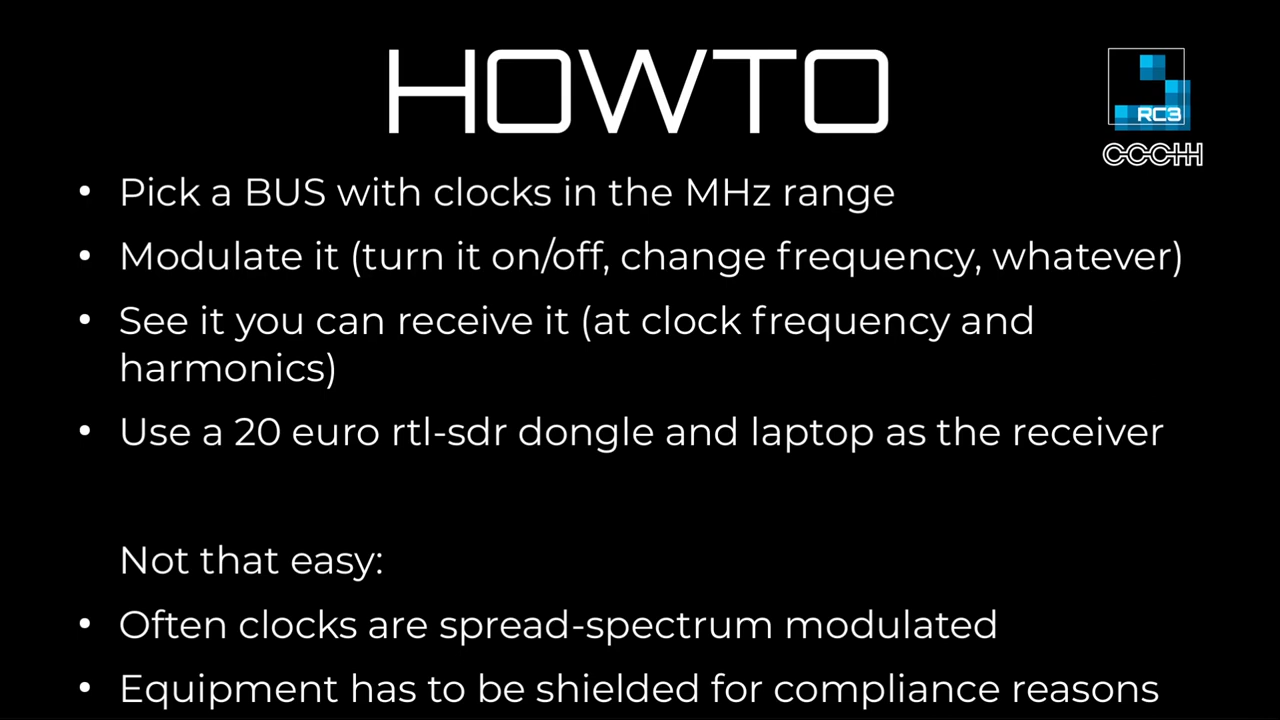 HOWTO
RC3
CCCHH
• Pick a BUS with clocks in the MHz range
• Modulate it (turn it on/off, change frequency, whatever)
• See it you can receive it (at clock frequency and
harmonics)
• Use a 20 euro rtl-sdr dongle and laptop as the receiver
Not that easy:
• Often clocks are spread-spectrum modulated
• Equipment has to be shielded for compliance reasons